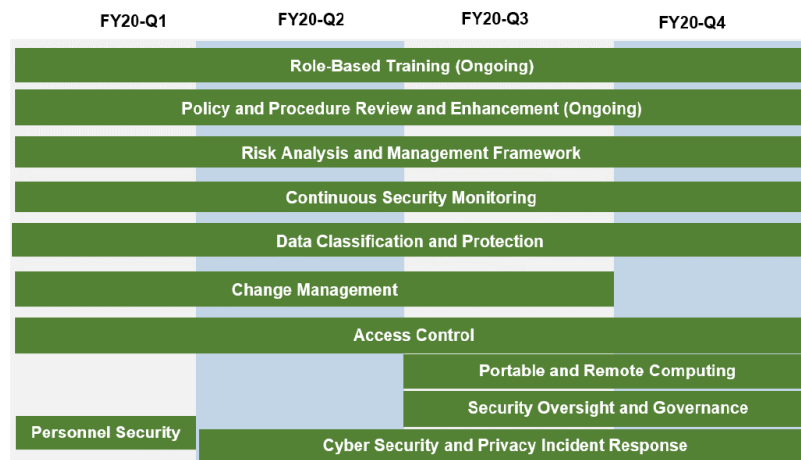 FY20-Q1 FY20-Q2 FY20-Q3 FY20-Q4
Role-Based Training (Ongoing)
Policy and Procedure Review and Enhancement (Ongoing)
Risk Analysis and Management Framework
Continuous Security Monitoring
Data Classification and Protection
Change Management
Access Control
Portable and Remote Computing
Security Oversight and Governance
Personnel Security
Cyber Security and Privacy Incident Response